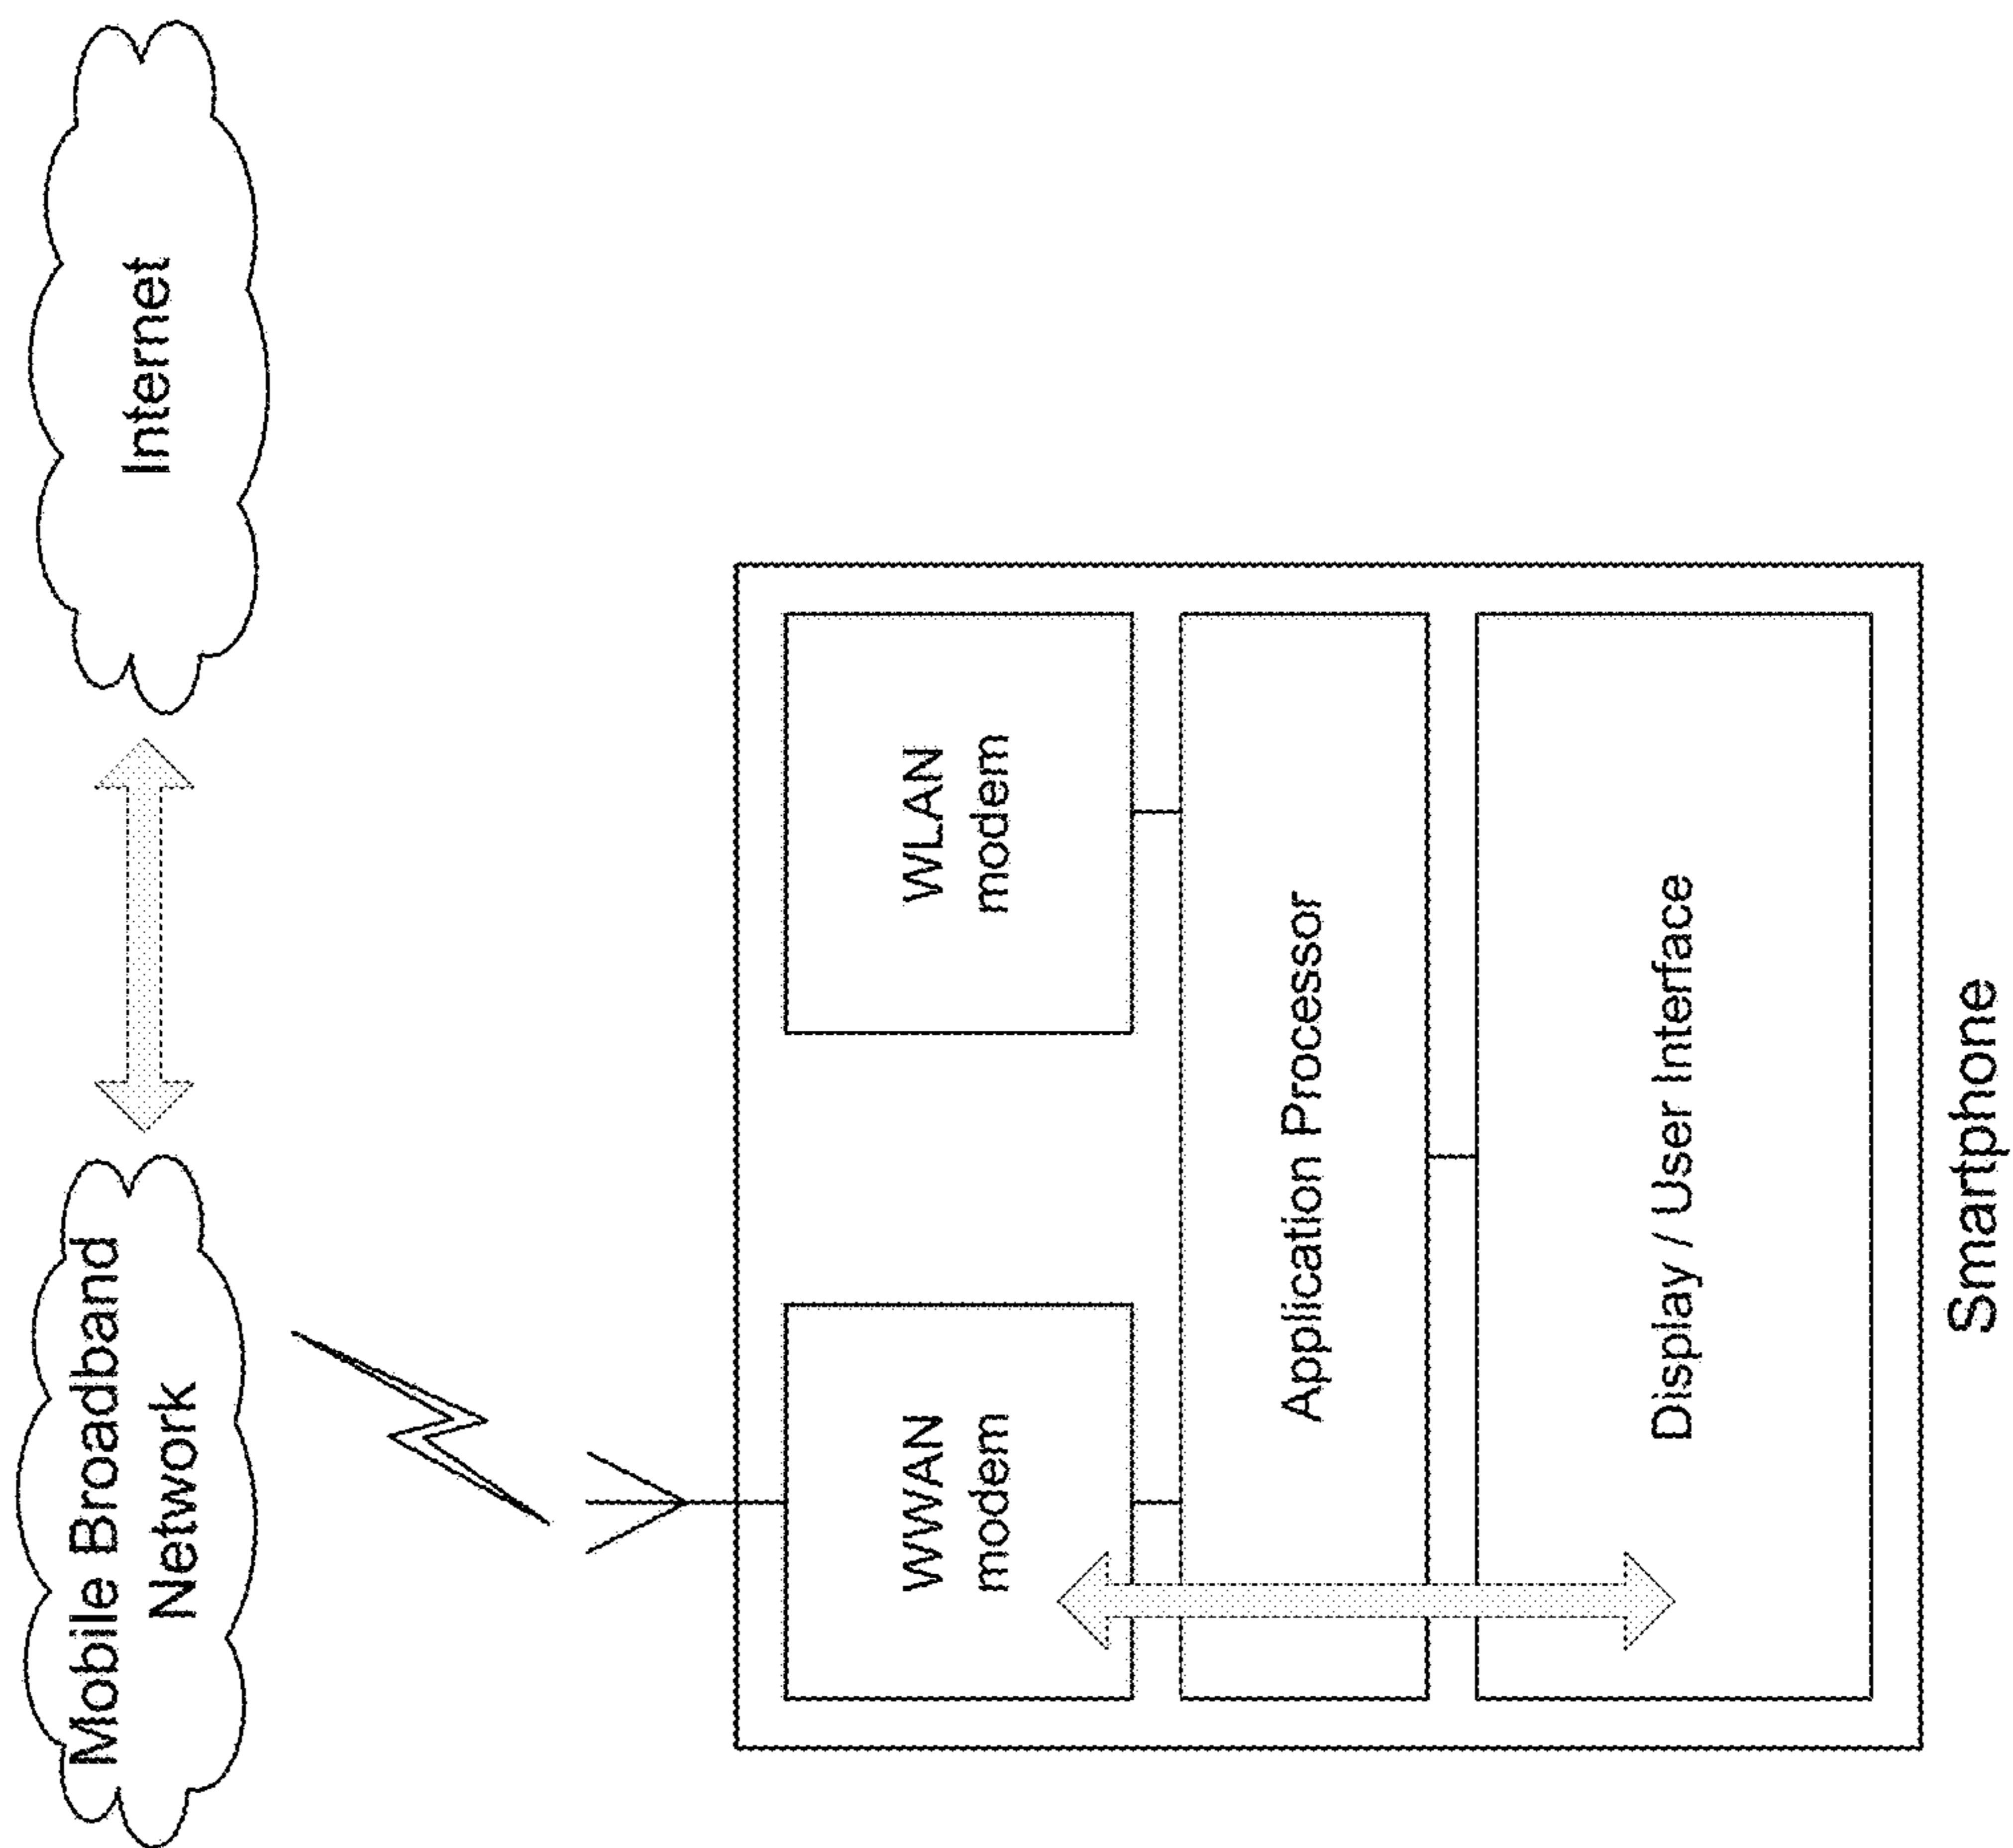 Mobile Broadband
Network
Internet
WWAN
modem
WLAN
modem
Application Processor
Display / User Interface
Smartphone